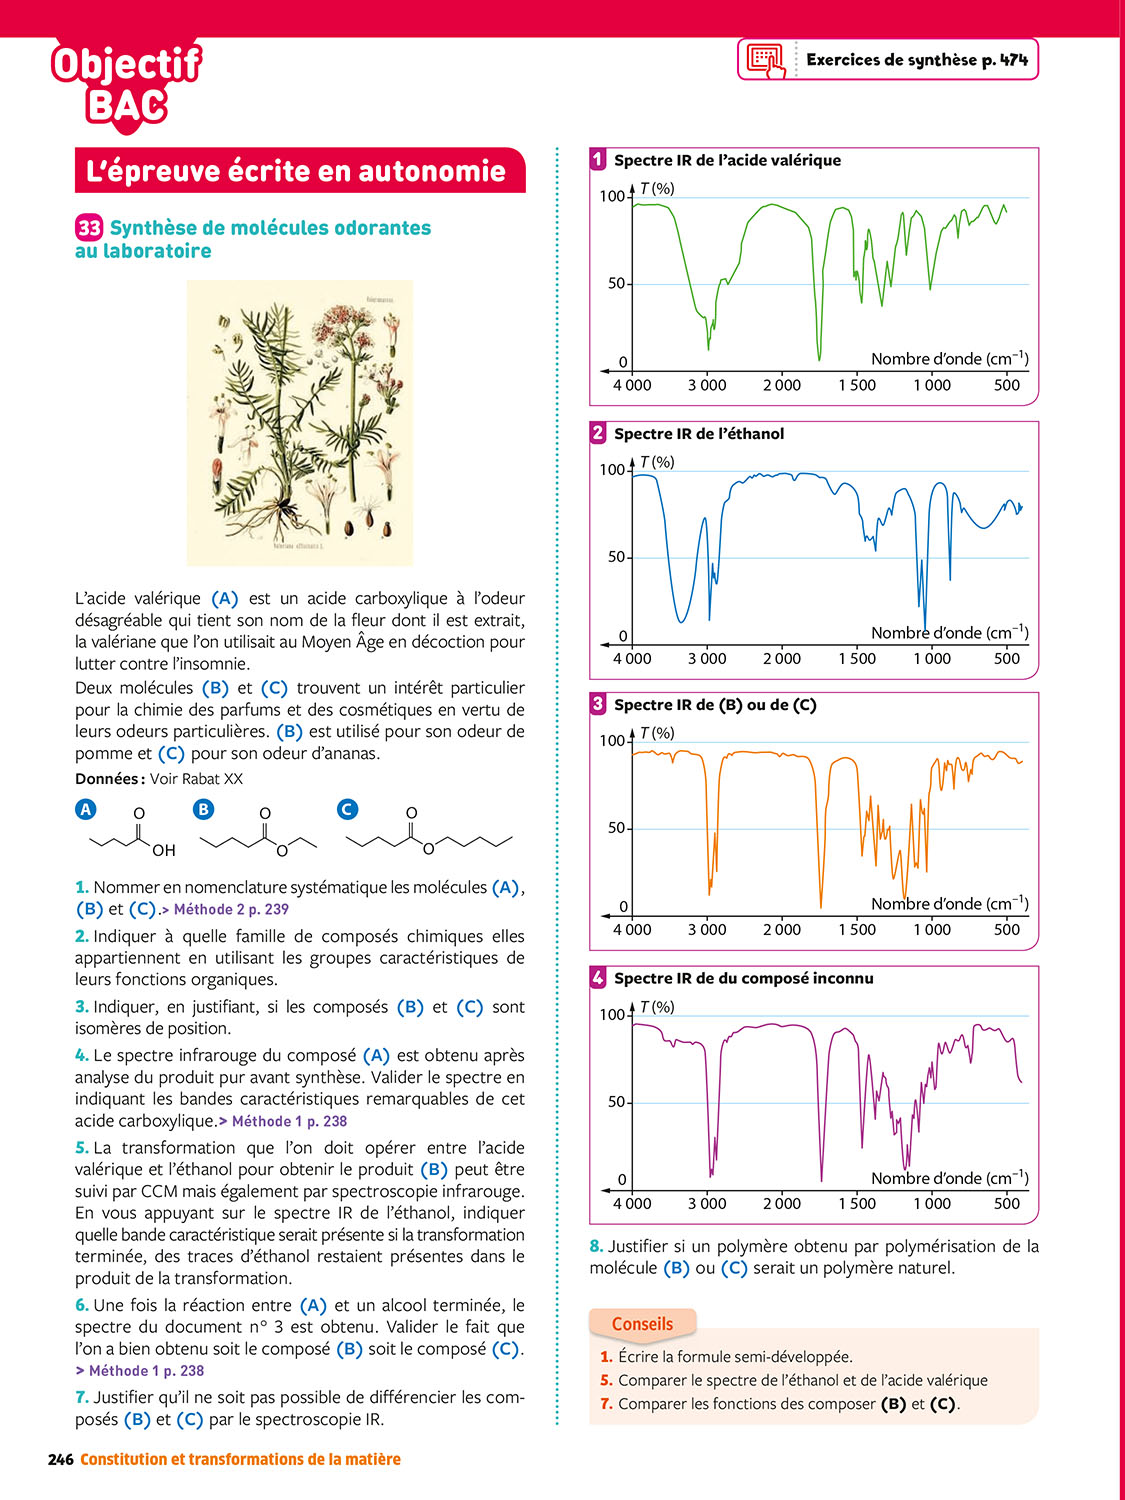 Objectif
BAC
Exercices de synthèse p. 474
L'épreuve écrite en autonomie
33 Synthèse de molécules odorantes
au laboratoire
Valeriana officinalis L.
L'acide valérique (A) est un acide carboxylique à l'odeur
désagréable qui tient son nom de la fleur dont il est extrait,
la valériane que l'on utilisait au Moyen Âge en décoction pour
lutter contre l'insomnie.
Deux molécules (B) et (C) trouvent un intérêt particulier
pour la chimie des parfums et des cosmétiques en vertu de
leurs odeurs particulières. (B) est utilisé pour son odeur de
pomme et (C) pour son odeur d'ananas.
Données : Voir Rabat XX
A O OH B O O C O O
1. Nommer en nomenclature systématique les molécules (A),
(B) et (C).> Méthode 2 p. 239
2. Indiquer à quelle famille de composés chimiques elles
appartiennent en utilisant les groupes caractéristiques de
leurs fonctions organiques.
3. Indiquer, en justifiant, si les composés (B) et (C) sont
isomères de position.
4. Le spectre infrarouge du composé (A) est obtenu après
analyse du produit pur avant synthèse. Valider le spectre en
indiquant les bandes caractéristiques remarquables de cet
acide carboxylique.> Méthode 1 p. 238
5. La transformation que l'on doit opérer entre l'acide
valérique et l'éthanol pour obtenir le produit (B) peut être
suivi par CCM mais également par spectroscopie infrarouge.
En vous appuyant sur le spectre IR de l'éthanol, indiquer
quelle bande caractéristique serait présente si la transformation
terminée, des traces d'éthanol restaient présentes dans le
produit de la transformation.
6. Une fois la réaction entre (A) et un alcool terminée, le
spectre du document n° 3 est obtenu. Valider le fait que
l'on a bien obtenu soit le composé (B) soit le composé (C).
> Méthode 1 p. 238
7. Justifier qu'il ne soit pas possible de différencier les com-
posés (B) et (C) par le spectroscopie IR.
1 Spectre IR de l'acide valérique
T (%)
100
50
0
Nombre d'onde (cm⁻¹)
4 000 3 000 2 000 1 500 1 000 500
2 Spectre IR de l'éthanol
T (%)
100
50
0
Nombre d'onde (cm⁻¹)
4 000 3 000 2 000 1 500 1 000 500
3 Spectre IR de (B) ou de (C)
T (%)
100
50
0
Nombre d'onde (cm⁻¹)
4 000 3 000 2 000 1 500 1 000 500
4 Spectre IR de du composé inconnu
T (%)
100
50
0
Nombre d'onde (cm⁻¹)
4 000 3 000 2 000 1 500 1 000 500
8. Justifier si un polymère obtenu par polymérisation de la
molécule (B) ou (C) serait un polymère naturel.
Conseils
1. Écrire la formule semi-développée.
5. Comparer le spectre de l'éthanol et de l'acide valérique
7. Comparer les fonctions des composer (B) et (C).
246 Constitution et transformations de la matière